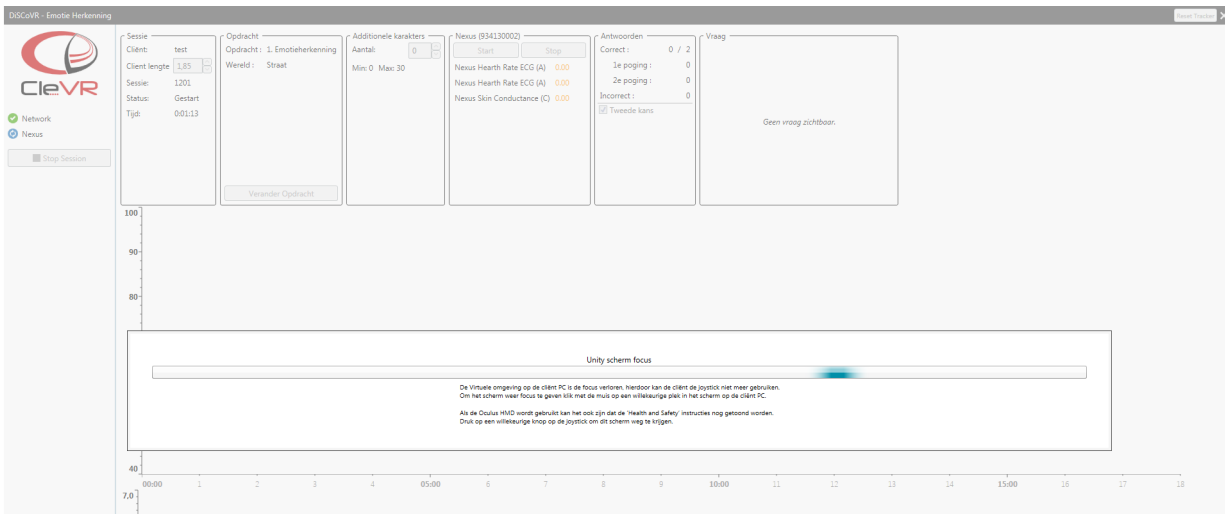 DiSCoVR - Emotie Herkenning
Reset Tracker
CleVR
Network
Nexus
Stop Session
Sessie
Cliënt: test
Client lengte 1,85
Sessie: 1201
Status: Gestart
Tijd: 0:01:13
Opdracht
Opdracht : 1. Emotieherkenning
Wereld : Straat
Verander Opdracht
Additionele karakters
Aantal: 0
Min: 0 Max: 30
Nexus (934130002)
Start Stop
Nexus Hearth Rate ECG (A) 0.00
Nexus Hearth Rate ECG (A) 0.00
Nexus Skin Conductance (C) 0.00
Antwoorden
Correct : 0 / 2
1e poging : 0
2e poging : 0
Incorrect : 0
Tweede kans
Vraag
Geen vraag zichtbaar.
100
90
80
Unity scherm focus
De Virtuele omgeving op de cliënt PC is de focus verloren, hierdoor kan de cliënt de joystick niet meer gebruiken.
Om het scherm weer focus te geven klik met de muis op een willekeurige plek in het scherm op de cliënt PC.
Als de Oculus HMD wordt gebruikt kan het ook zijn dat de 'Health and Safety' instructies nog getoond worden.
Druk op een willekeurige knop op de joystick om dit scherm weg te krijgen.
40
00:00 1 2 3 4 05:00 6 7 8 9 10:00 11 12 13 14 15:00 16 17 18
7,0